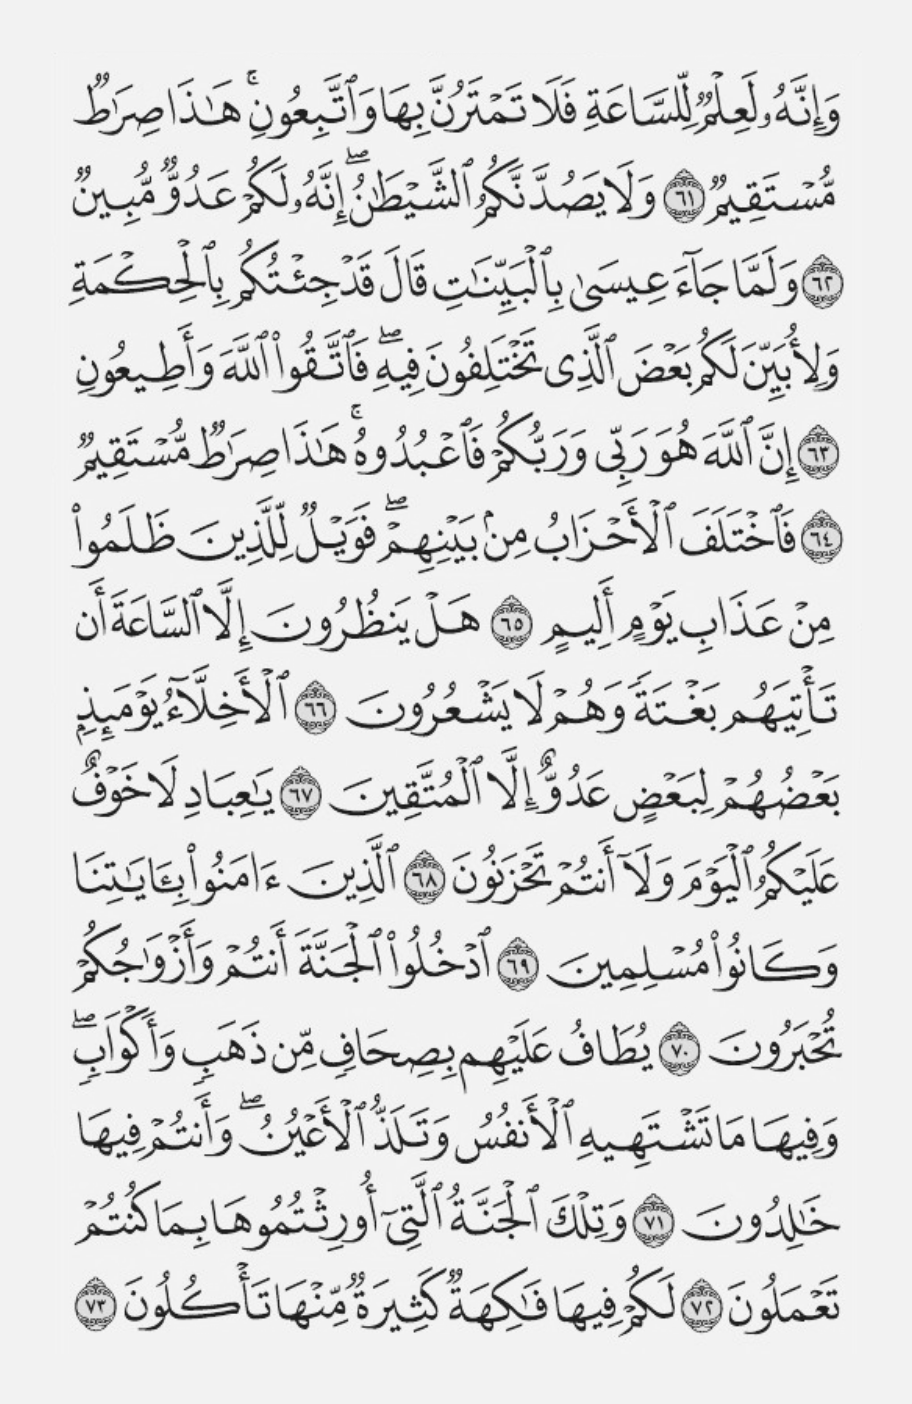 وَإِنَّهُۥ لَعِلْمٌ لِّلسَّاعَةِ فَلَا تَمْتَرُنَّ بِهَا وَٱتَّبِعُونِ ۚ هَـٰذَا صِرَٰطٌ
مُّسْتَقِيمٌ ٦١ وَلَا يَصُدَّنَّكُمُ ٱلشَّيْطَـٰنُ ۖ إِنَّهُۥ لَكُمْ عَدُوٌّ مُّبِينٌ
٦٢ وَلَمَّا جَآءَ عِيسَىٰ بِٱلْبَيِّنَـٰتِ قَالَ قَدْ جِئْتُكُم بِٱلْحِكْمَةِ
وَلِأُبَيِّنَ لَكُم بَعْضَ ٱلَّذِى تَخْتَلِفُونَ فِيهِ ۖ فَٱتَّقُوا۟ ٱللَّهَ وَأَطِيعُونِ
٦٣ إِنَّ ٱللَّهَ هُوَ رَبِّى وَرَبُّكُمْ فَٱعْبُدُوهُ ۚ هَـٰذَا صِرَٰطٌ مُّسْتَقِيمٌ
٦٤ فَٱخْتَلَفَ ٱلْأَحْزَابُ مِنۢ بَيْنِهِمْ ۖ فَوَيْلٌ لِّلَّذِينَ ظَلَمُوا۟
مِنْ عَذَابِ يَوْمٍ أَلِيمٍ ٦٥ هَلْ يَنظُرُونَ إِلَّا ٱلسَّاعَةَ أَن
تَأْتِيَهُم بَغْتَةً وَهُمْ لَا يَشْعُرُونَ ٦٦ ٱلْأَخِلَّآءُ يَوْمَئِذٍۭ
بَعْضُهُمْ لِبَعْضٍ عَدُوٌّ إِلَّا ٱلْمُتَّقِينَ ٦٧ يَـٰعِبَادِ لَا خَوْفٌ
عَلَيْكُمُ ٱلْيَوْمَ وَلَآ أَنتُمْ تَحْزَنُونَ ٦٨ ٱلَّذِينَ ءَامَنُوا۟ بِـَٔايَـٰتِنَا
وَكَانُوا۟ مُسْلِمِينَ ٦٩ ٱدْخُلُوا۟ ٱلْجَنَّةَ أَنتُمْ وَأَزْوَٰجُكُمْ
تُحْبَرُونَ ٧٠ يُطَافُ عَلَيْهِم بِصِحَافٍ مِّن ذَهَبٍ وَأَكْوَابٍ ۖ
وَفِيهَا مَا تَشْتَهِيهِ ٱلْأَنفُسُ وَتَلَذُّ ٱلْأَعْيُنُ ۖ وَأَنتُمْ فِيهَا
خَـٰلِدُونَ ٧١ وَتِلْكَ ٱلْجَنَّةُ ٱلَّتِىٓ أُورِثْتُمُوهَا بِمَا كُنتُمْ
تَعْمَلُونَ ٧٢ لَكُمْ فِيهَا فَـٰكِهَةٌ كَثِيرَةٌ مِّنْهَا تَأْكُلُونَ ٧٣